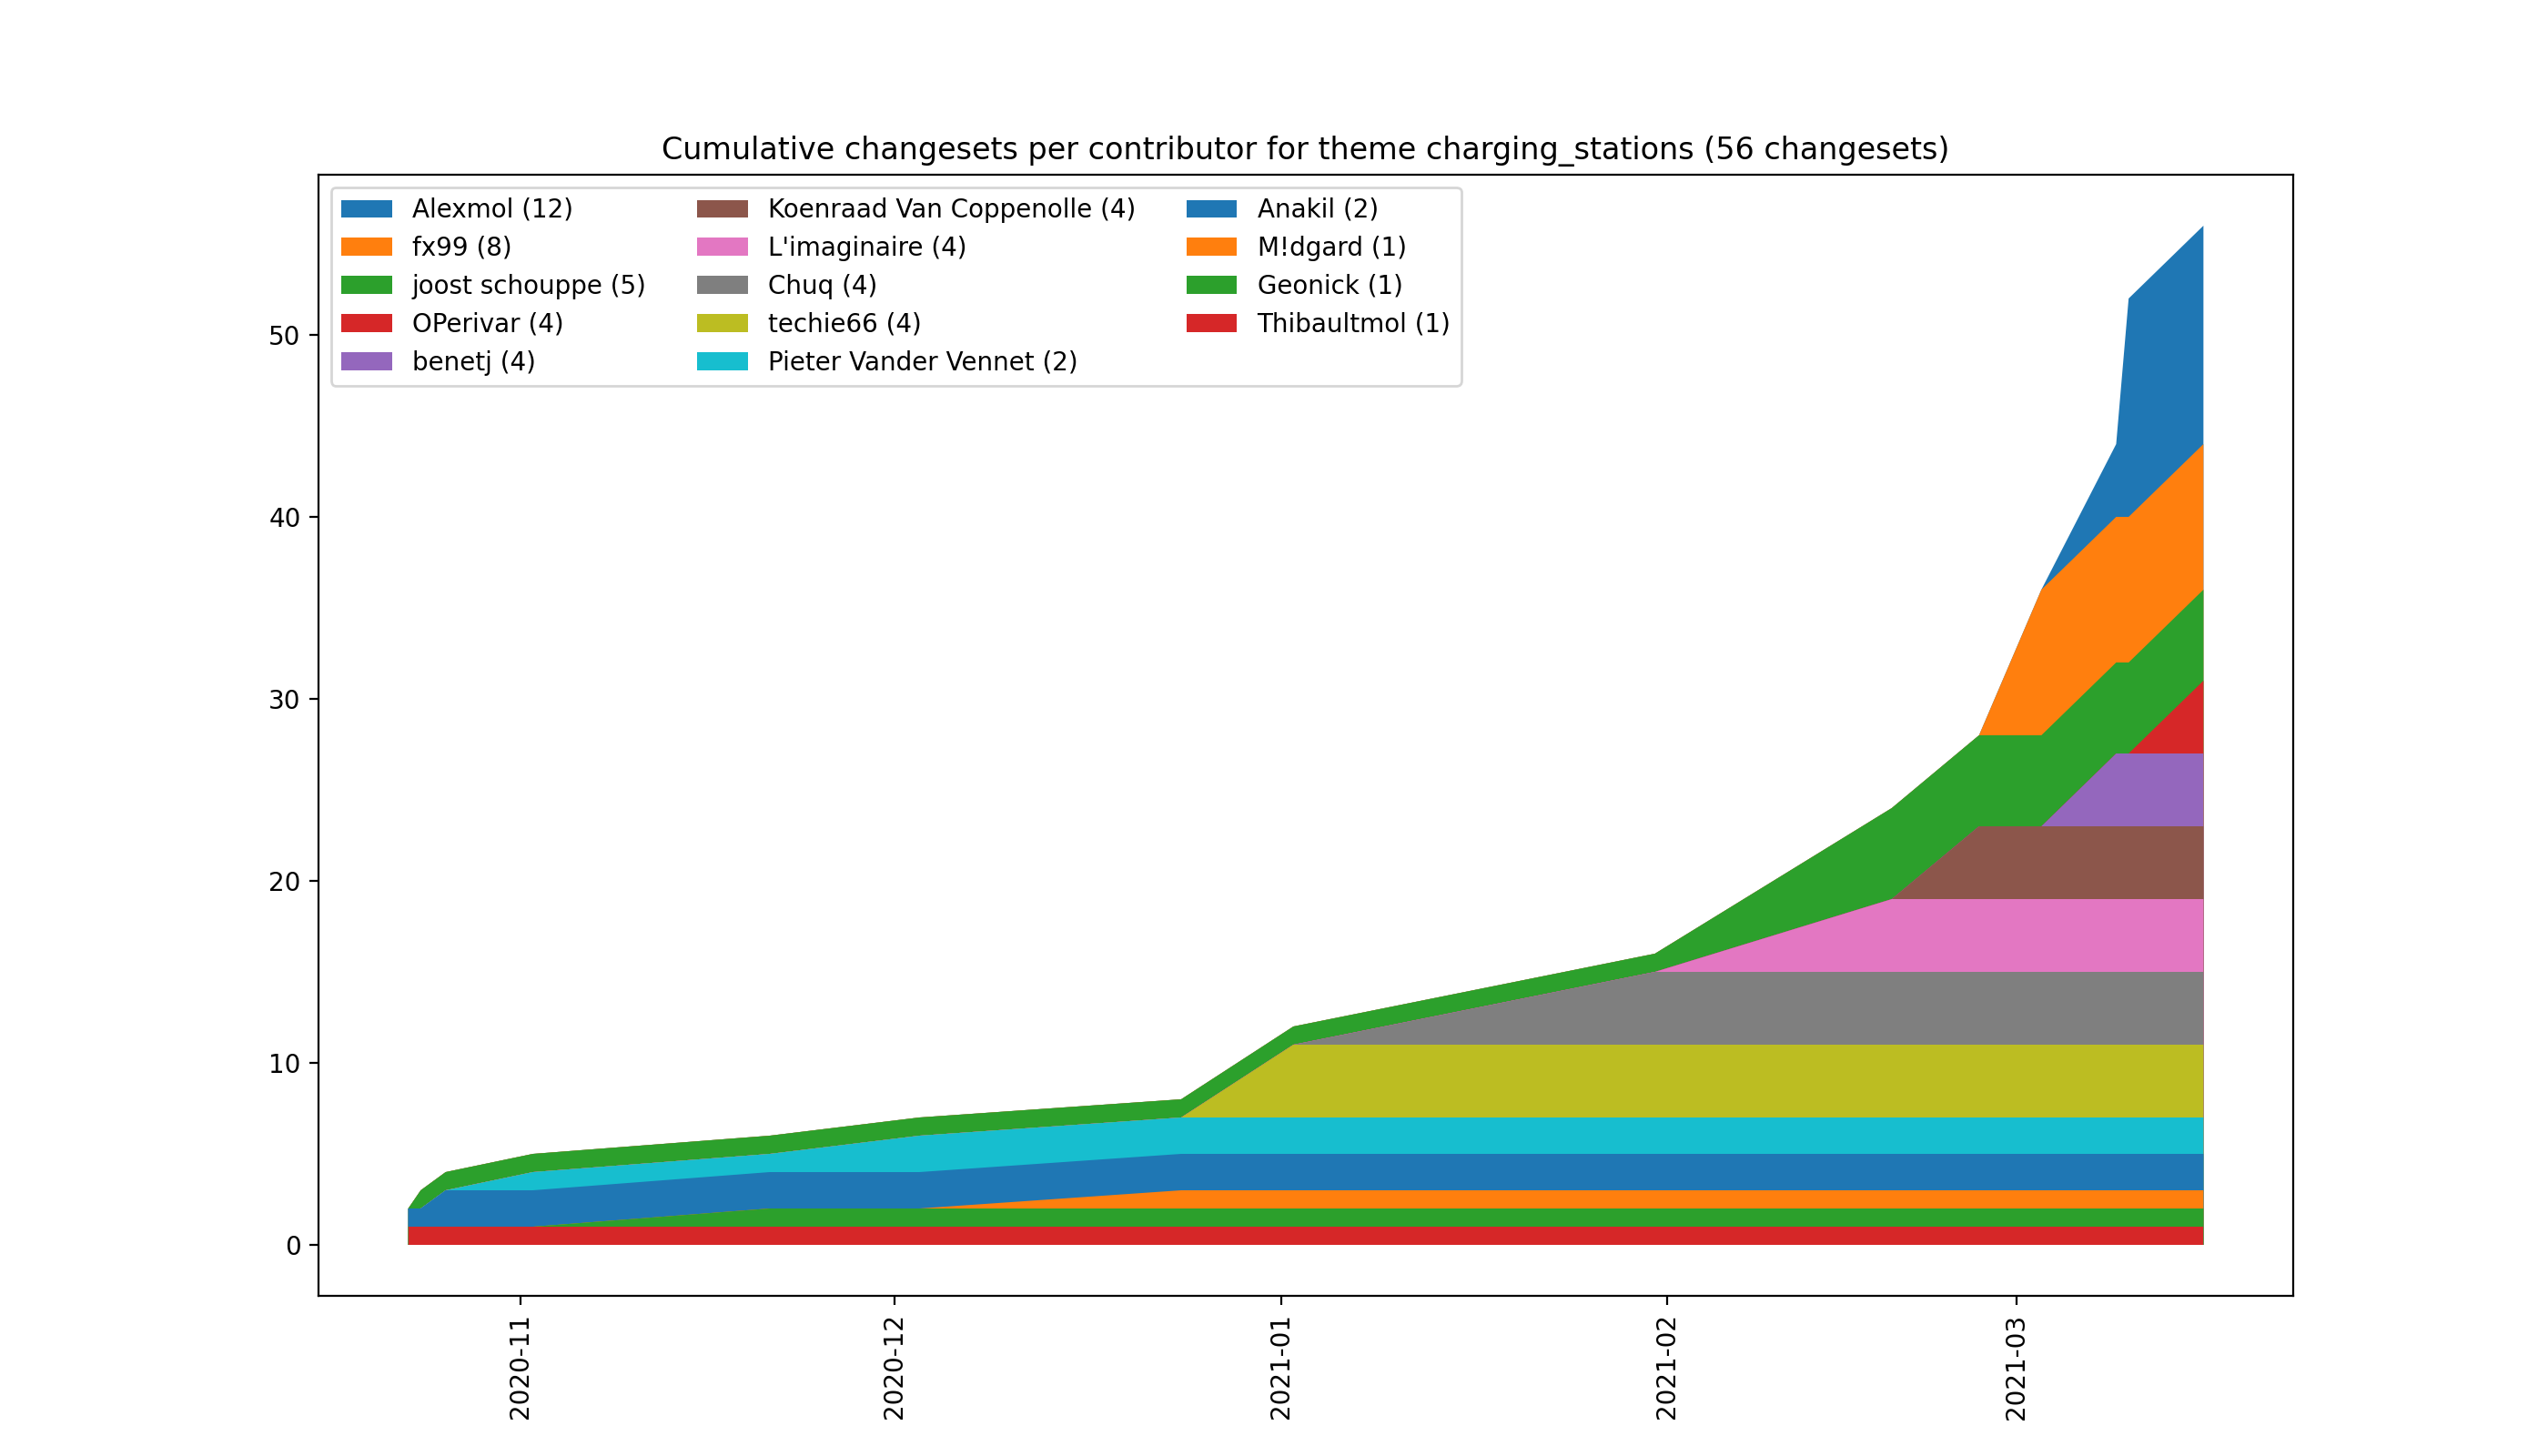 Cumulative changesets per contributor for theme charging_stations (56 changesets)
Alexmol (12)
fx99 (8)
joost schouppe (5)
OPerivar (4)
benetj (4)
Koenraad Van Coppenolle (4)
L'imaginaire (4)
Chuq (4)
techie66 (4)
Pieter Vander Vennet (2)
Anakil (2)
M!dgard (1)
Geonick (1)
Thibaultmol (1)
50
40
30
20
10
0
2020-11
2020-12
2021-01
2021-02
2021-03